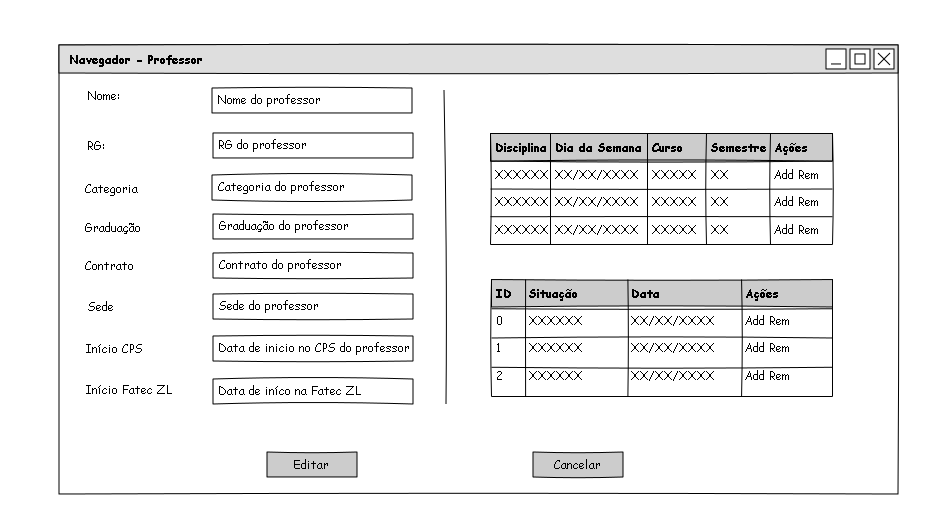 Navegador - Professor
Nome: Nome do professor
RG: RG do professor
Categoria Categoria do professor
Graduação Graduação do professor
Contrato Contrato do professor
Sede Sede do professor
Início CPS Data de inicio no CPS do professor
Início Fatec ZL Data de iníco na Fatec ZL
Disciplina Dia da Semana Curso Semestre Ações
XXXXXX XX/XX/XXXX XXXXX XX Add Rem
XXXXXX XX/XX/XXXX XXXXX XX Add Rem
XXXXXX XX/XX/XXXX XXXXX XX Add Rem
ID Situação Data Ações
0 XXXXXX XX/XX/XXXX Add Rem
1 XXXXXX XX/XX/XXXX Add Rem
2 XXXXXX XX/XX/XXXX Add Rem
Editar Cancelar